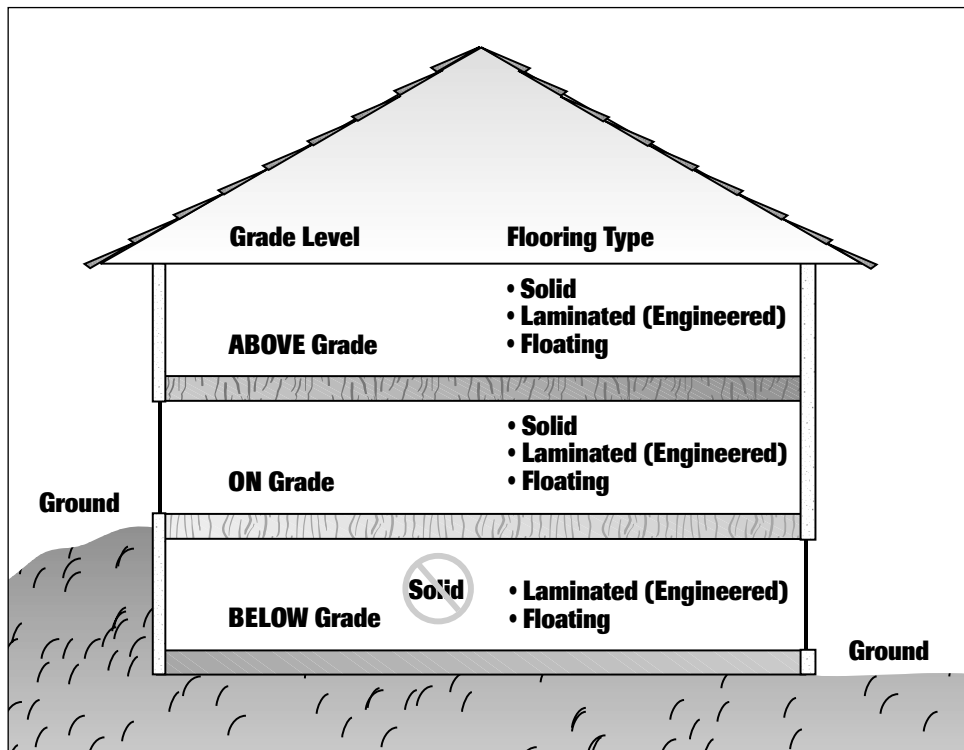 Grade Level Flooring Type
• Solid
• Laminated (Engineered)
ABOVE Grade • Floating
• Solid
• Laminated (Engineered)
ON Grade • Floating
Ground
Solid • Laminated (Engineered)
BELOW Grade • Floating
Ground